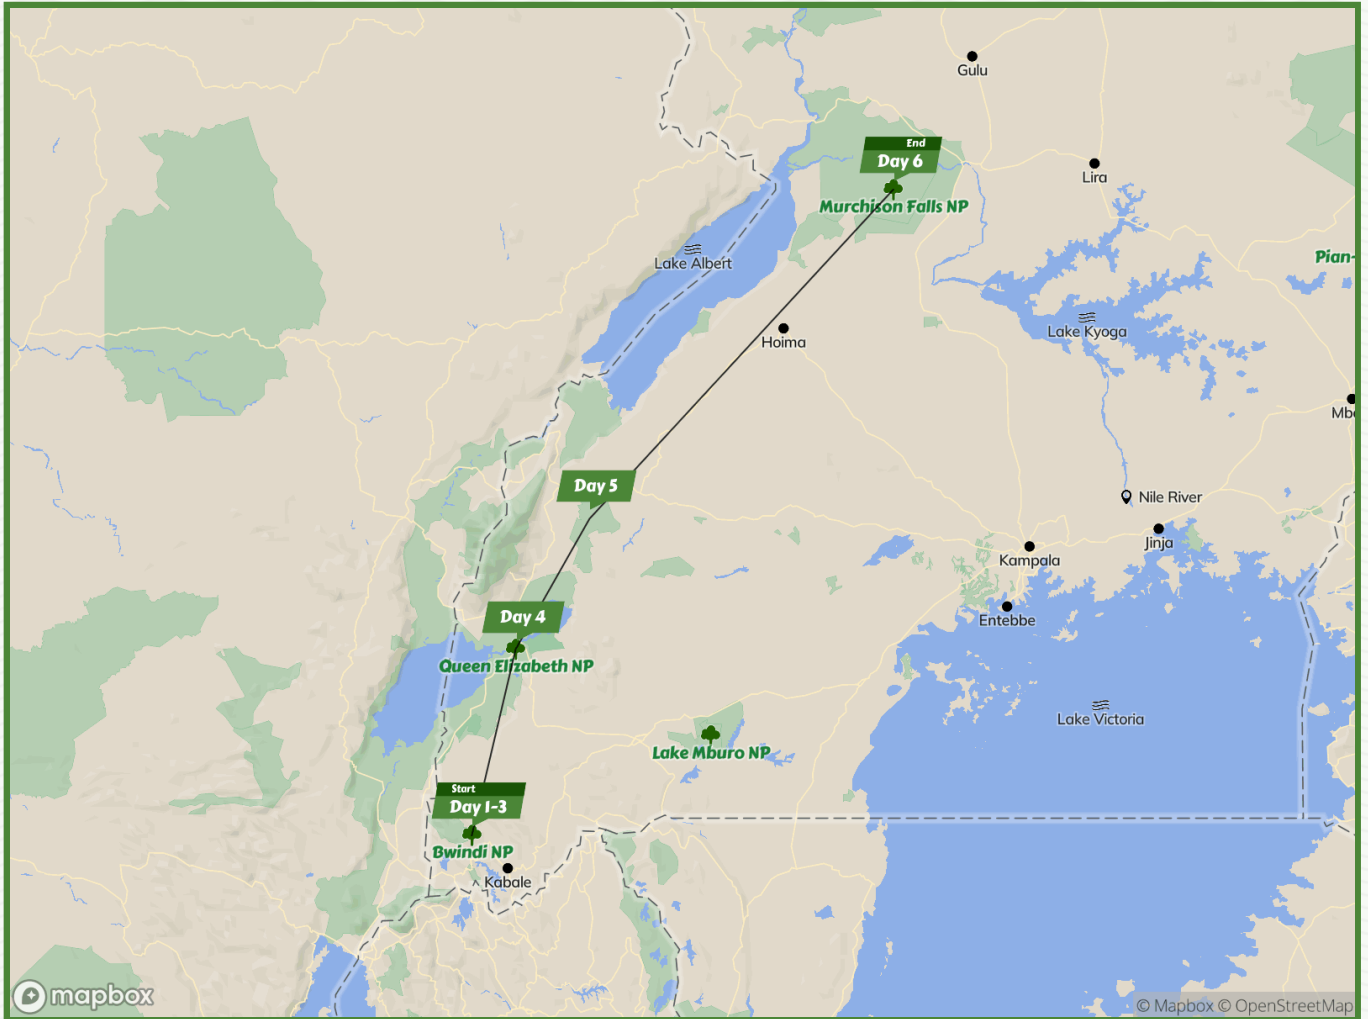 Gulu
End
Day 6
Lira
Murchison Falls NP
Pian-
Lake Albert
Lake Kyoga
Hoima
Mba
Day 5
Nile River
Jinja
Kampala
Day 4
Entebbe
Queen Elizabeth NP
Lake Victoria
Lake Mburo NP
Start
Day 1-3
Bwindi NP
Kabale
mapbox
© Mapbox © OpenStreetMap